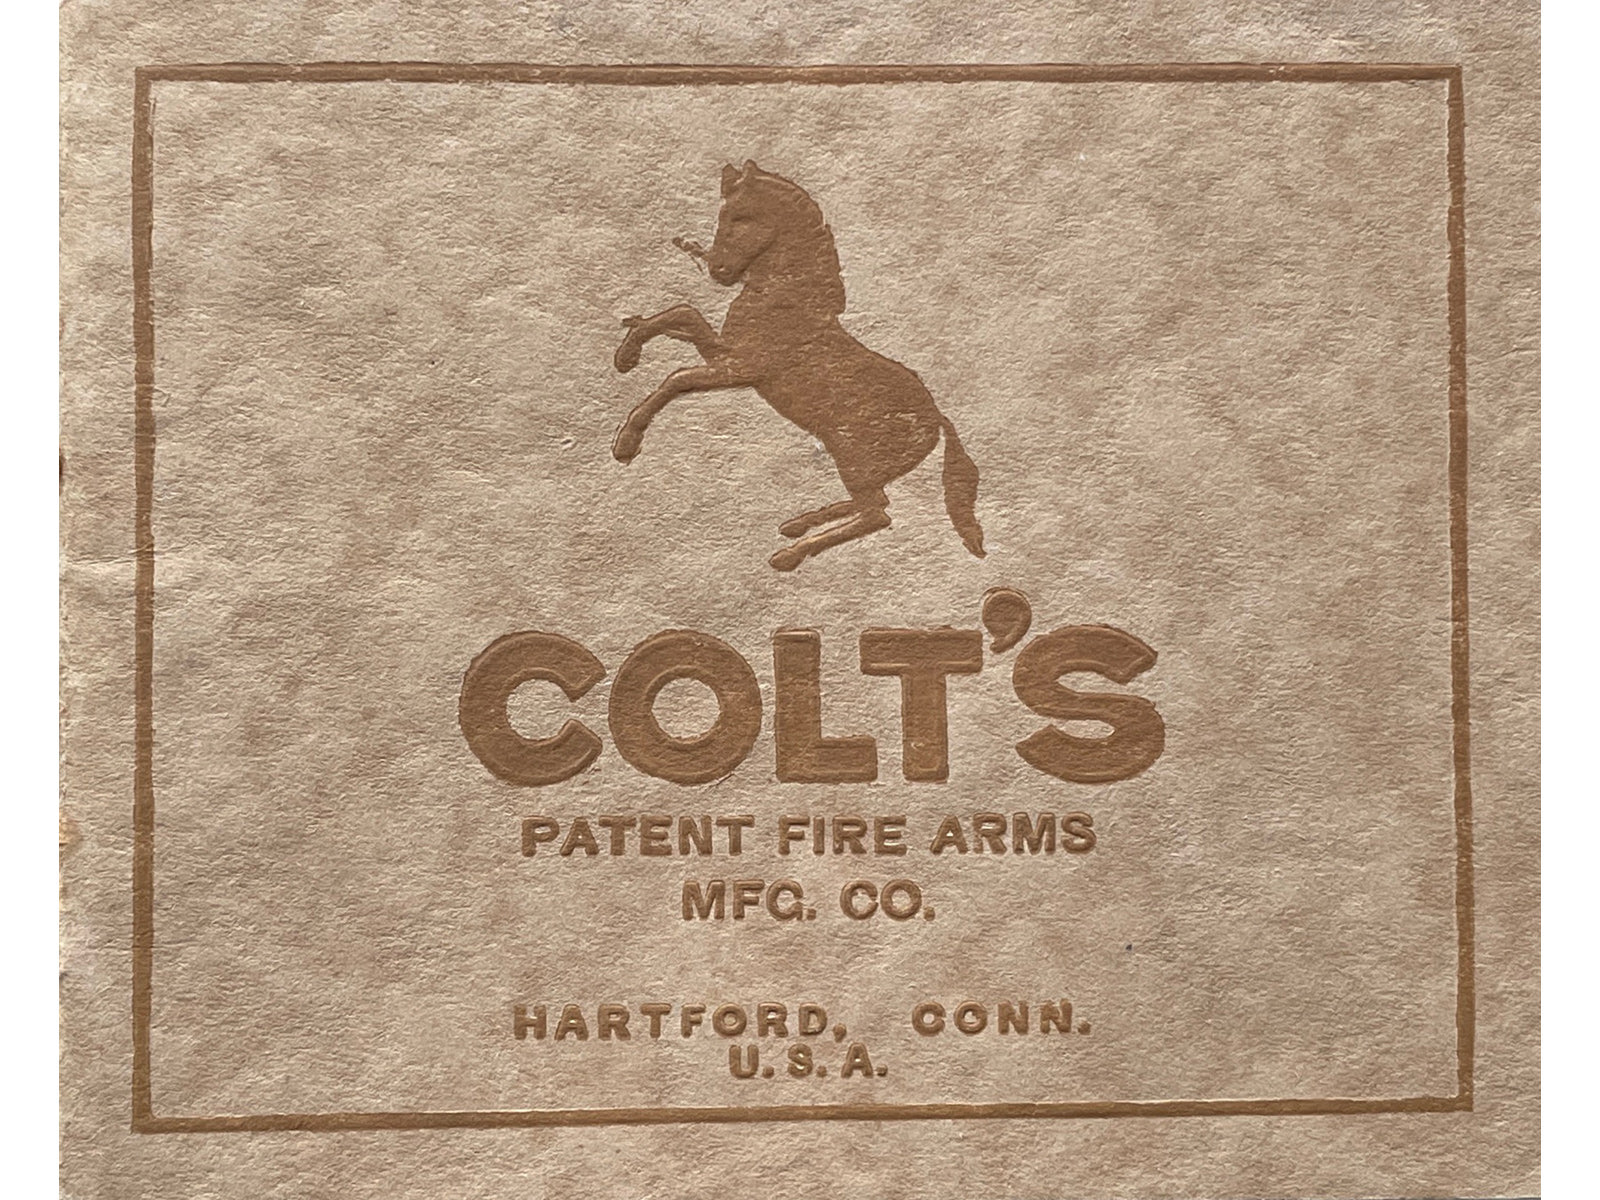 COLT'S
PATENT FIRE ARMS
MFG. CO.
HARTFORD, CONN.
U.S.A.